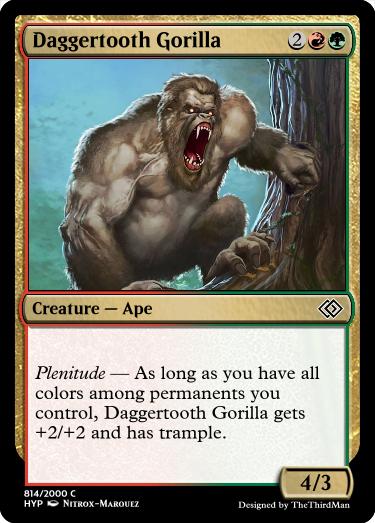 Daggertooth Gorilla 2
Creature — Ape
Plenitude — As long as you have all
colors among permanents you
control, Daggertooth Gorilla gets
+2/+2 and has trample.
4/3
814/2000 C
HYP Nitrox-Marquez
Designed by TheThirdMan